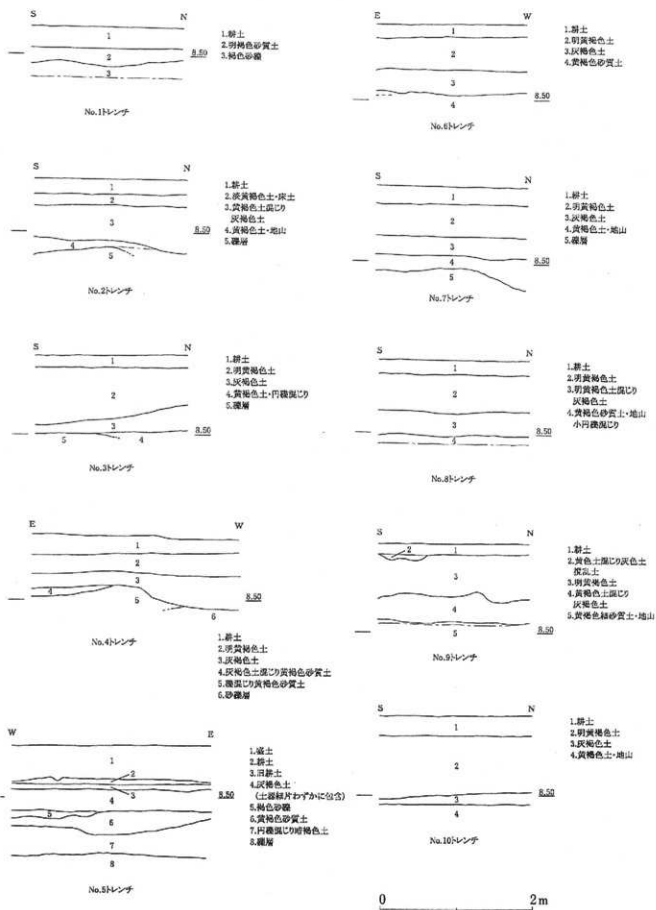 S N
1
2
3
8.50
1.耕土
2.明褐色砂質土
3.褐色砂礫
No.1トレンチ
S N
1
2
3
4
5
8.50
1.耕土
2.淡黄褐色土・床土
3.黄褐色土混じり
灰褐色土
4.黄褐色土・地山
5.礫層
No.2トレンチ
S N
1
2
3
5 4
8.50
1.耕土
2.明黄褐色土
3.灰褐色土
4.黄褐色土・円礫混じり
5.礫層
No.3トレンチ
E W
1
2
3
4
5
6
8.50
No.4トレンチ
1.耕土
2.明黄褐色土
3.灰褐色土
4.灰褐色土混じり黄褐色砂質土
5.礫混じり黄褐色砂質土
6.砂礫層
W E
1
2
3
4
5
6
7
8
8.50
1.盛土
2.耕土
3.旧耕土
4.灰褐色土
(土器細片わずかに包含)
5.褐色砂礫
6.黄褐色砂質土
7.円礫混じり暗褐色土
8.礫層
No.5トレンチ
E W
1
2
3
4
8.50
1.耕土
2.明黄褐色土
3.灰褐色土
4.黄褐色砂質土
No.6トレンチ
S N
1
2
3
4
5
8.50
1.耕土
2.明黄褐色土
3.灰褐色土
4.黄褐色土・地山
5.礫層
No.7トレンチ
S N
1
2
3
4
8.50
1.耕土
2.明黄褐色土
3.明黄褐色土混じり
灰褐色土
4.黄褐色砂質土・地山
小円礫混じり
No.8トレンチ
S N
2 1
3
4
5
8.50
1.耕土
2.黄色土混じり灰色土
撹乱土
3.明黄褐色土
4.黄褐色土混じり
灰褐色土
5.黄褐色細砂質土・地山
No.9トレンチ
S N
1
2
3
4
8.50
1.耕土
2.明黄褐色土
3.灰褐色土
4.黄褐色土・地山
No.10トレンチ
0 2m